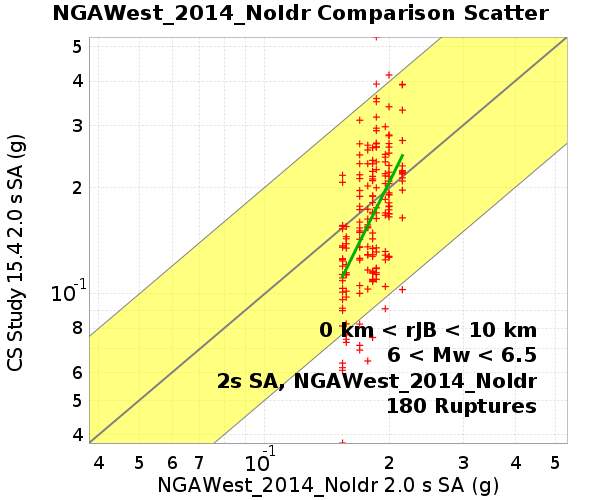 NGAWest_2014_NoIdr Comparison Scatter
CS Study 15.4 2.0 s SA (g)
5
4
3
2
10-1
8
6
5
4
0 km < rJB < 10 km
6 < Mw < 6.5
2s SA, NGAWest_2014_NoIdr
180 Ruptures
4 5 6 7 10-1 2 3 4 5
NGAWest_2014_NoIdr 2.0 s SA (g)